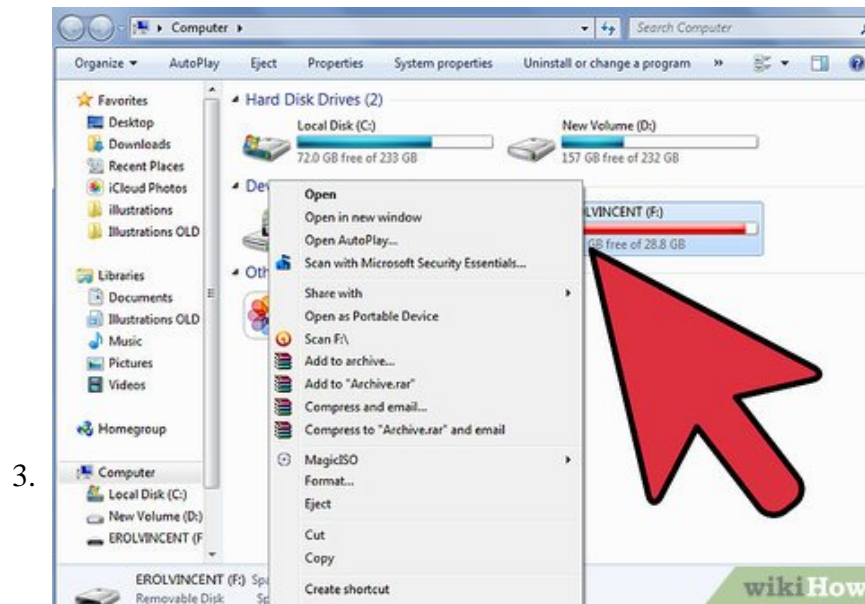 Computer
Search Computer
Organize AutoPlay Eject Properties System properties Uninstall or change a program »
Favorites
Desktop
Downloads
Recent Places
iCloud Photos
illustrations
Illustrations OLD
Libraries
Documents
Illustrations OLD
Music
Pictures
Videos
Homegroup
3.
Computer
Local Disk (C:)
New Volume (D:)
EROLVINCENT (F
Hard Disk Drives (2)
Local Disk (C:)
72.0 GB free of 233 GB
New Volume (D:)
157 GB free of 232 GB
De
LVINCENT (F:)
GB free of 28.8 GB
Oth
Open
Open in new window
Open AutoPlay...
Scan with Microsoft Security Essentials...
Share with
Open as Portable Device
Scan F:\
Add to archive...
Add to "Archive.rar"
Compress and email...
Compress to "Archive.rar" and email
MagicISO
Format...
Eject
Cut
Copy
Create shortcut
EROLVINCENT (F:) Spa
Removable Disk Sp
wikiHow